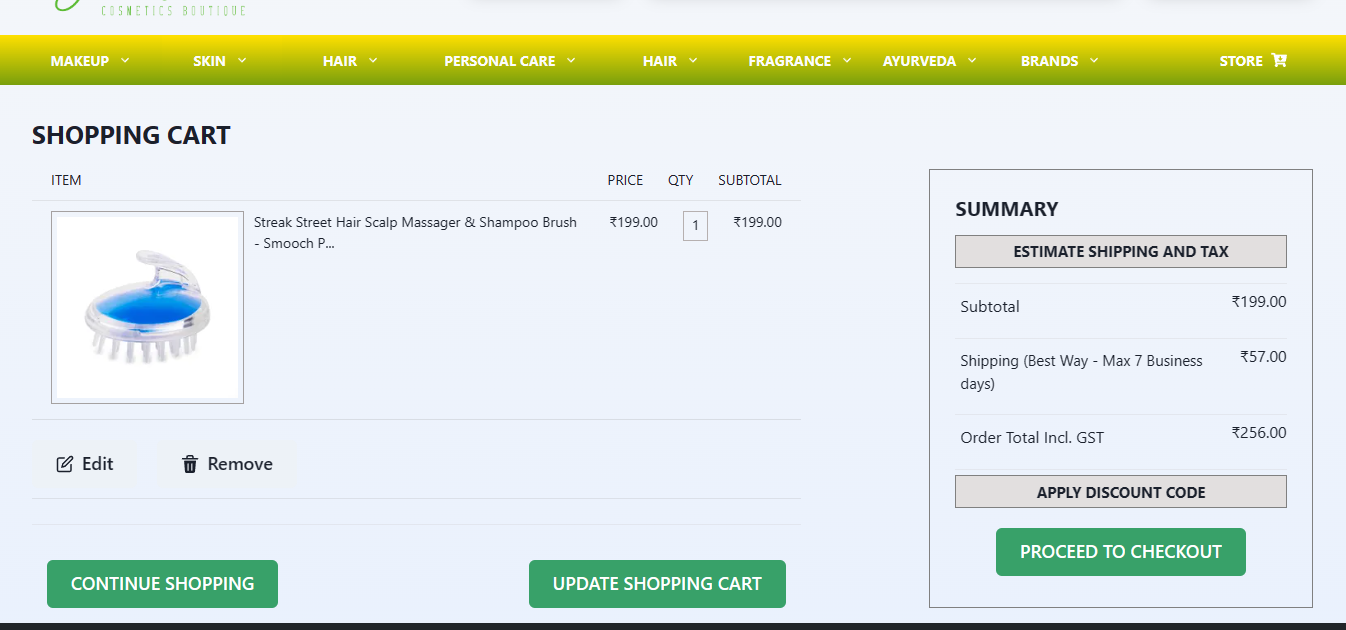 COSMETICS BOUTIQUE
MAKEUP SKIN HAIR PERSONAL CARE HAIR FRAGRANCE AYURVEDA BRANDS STORE
SHOPPING CART
ITEM PRICE QTY SUBTOTAL
Streak Street Hair Scalp Massager & Shampoo Brush ₹199.00 1 ₹199.00
- Smooch P...
Edit Remove
CONTINUE SHOPPING UPDATE SHOPPING CART
SUMMARY
ESTIMATE SHIPPING AND TAX
Subtotal ₹199.00
Shipping (Best Way - Max 7 Business ₹57.00
days)
Order Total Incl. GST ₹256.00
APPLY DISCOUNT CODE
PROCEED TO CHECKOUT